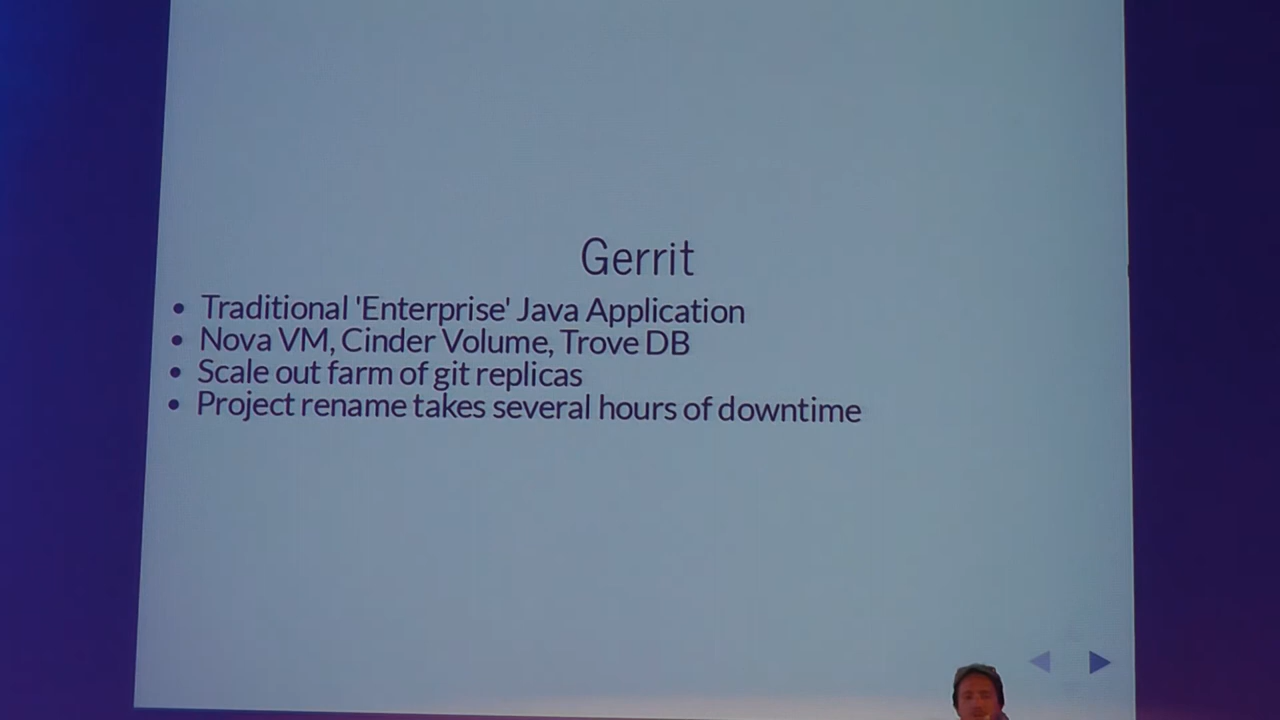 Gerrit
Traditional 'Enterprise' Java Application
Nova VM, Cinder Volume, Trove DB
Scale out farm of git replicas
Project rename takes several hours of downtime